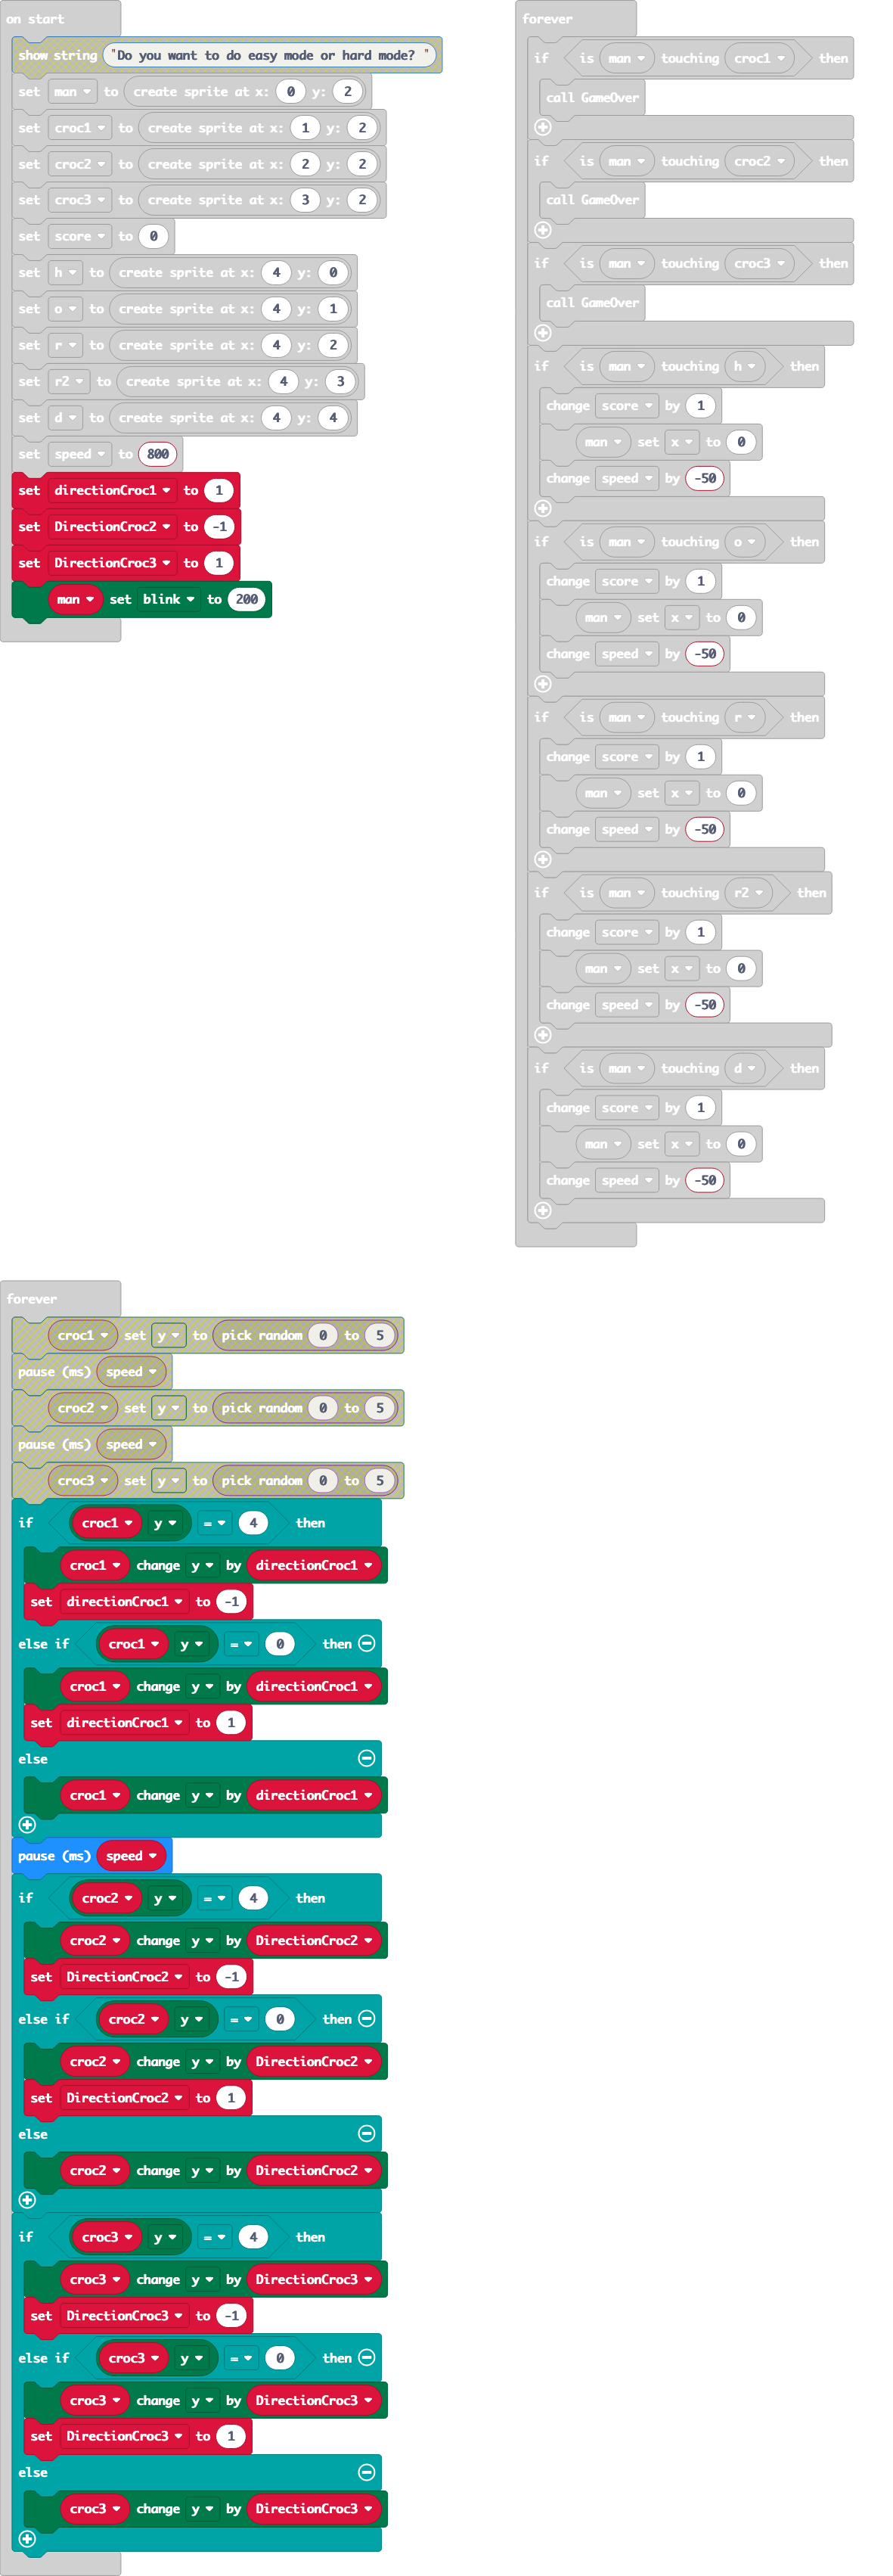 on start
show string "Do you want to do easy mode or hard mode? "
set man to create sprite at x: 0 y: 2
set croc1 to create sprite at x: 1 y: 2
set croc2 to create sprite at x: 2 y: 2
set croc3 to create sprite at x: 3 y: 2
set score to 0
set h to create sprite at x: 4 y: 0
set o to create sprite at x: 4 y: 1
set r to create sprite at x: 4 y: 2
set r2 to create sprite at x: 4 y: 3
set d to create sprite at x: 4 y: 4
set speed to 800
set directionCroc1 to 1
set DirectionCroc2 to -1
set DirectionCroc3 to 1
man set blink to 200
forever
if is man touching croc1 then
call GameOver
if is man touching croc2 then
call GameOver
if is man touching croc3 then
call GameOver
if is man touching h then
change score by 1
man set x to 0
change speed by -50
if is man touching o then
change score by 1
man set x to 0
change speed by -50
if is man touching r then
change score by 1
man set x to 0
change speed by -50
if is man touching r2 then
change score by 1
man set x to 0
change speed by -50
if is man touching d then
change score by 1
man set x to 0
change speed by -50
forever
croc1 set y to pick random 0 to 5
pause (ms) speed
croc2 set y to pick random 0 to 5
pause (ms) speed
croc3 set y to pick random 0 to 5
if croc1 y = 4 then
croc1 change y by directionCroc1
set directionCroc1 to -1
else if croc1 y = 0 then
croc1 change y by directionCroc1
set directionCroc1 to 1
else
croc1 change y by directionCroc1
pause (ms) speed
if croc2 y = 4 then
croc2 change y by DirectionCroc2
set DirectionCroc2 to -1
else if croc2 y = 0 then
croc2 change y by DirectionCroc2
set DirectionCroc2 to 1
else
croc2 change y by DirectionCroc2
if croc3 y = 4 then
croc3 change y by DirectionCroc3
set DirectionCroc3 to -1
else if croc3 y = 0 then
croc3 change y by DirectionCroc3
set DirectionCroc3 to 1
else
croc3 change y by DirectionCroc3